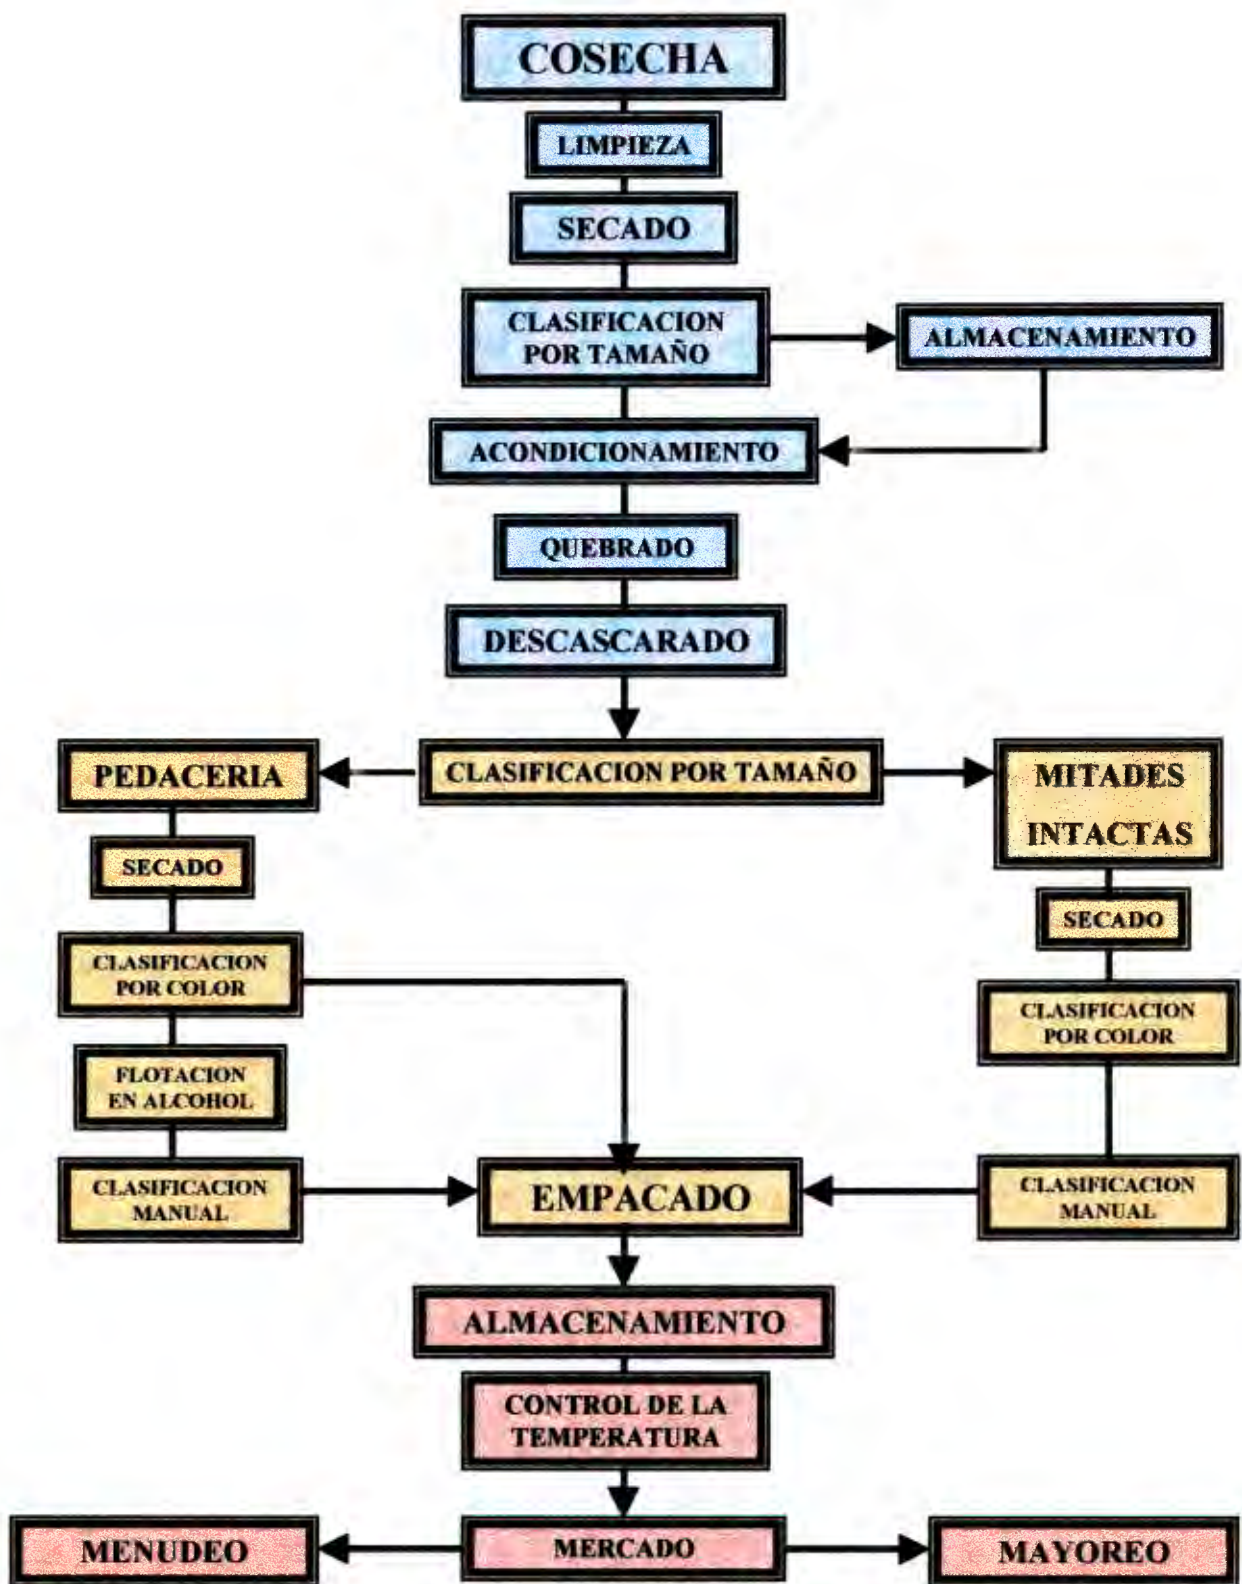 COSECHA
LIMPIEZA
SECADO
CLASIFICACION
POR TAMAÑO
ALMACENAMIENTO
ACONDICIONAMIENTO
QUEBRADO
DESCASCARADO
PEDACERIA
CLASIFICACION POR TAMAÑO
MITADES
INTACTAS
SECADO
SECADO
CLASIFICACION
POR COLOR
CLASIFICACION
POR COLOR
FLOTACION
EN ALCOHOL
CLASIFICACION
MANUAL
EMPACADO
CLASIFICACION
MANUAL
ALMACENAMIENTO
CONTROL DE LA
TEMPERATURA
MENUDEO
MERCADO
MAYOREO